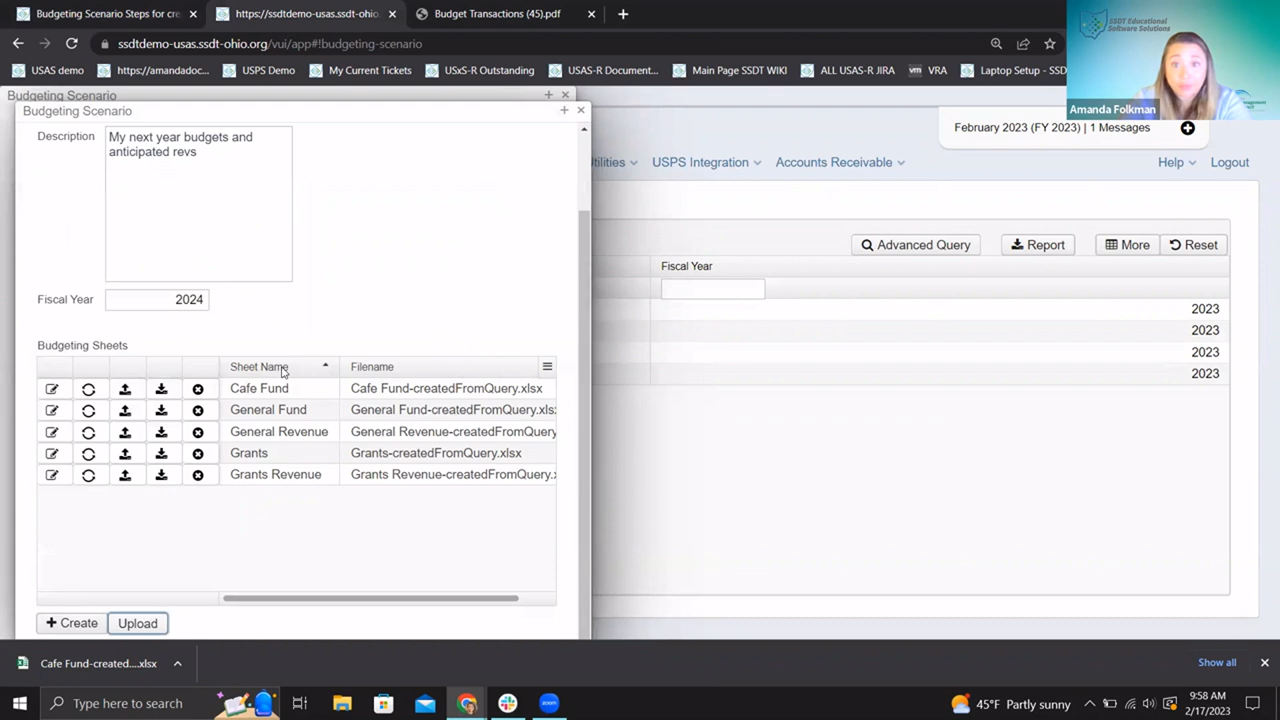 Budgeting Scenario Steps for cre
https://ssdtdemo-usas.ssdt-ohio.
Budget Transactions (45).pdf
ssdtdemo-usas.ssdt-ohio.org/vui/app#!budgeting-scenario
USAS demo
https://amandadoc...
USPS Demo
My Current Tickets
USxS-R Outstanding
USAS-R Document...
Main Page SSDT WIKI
ALL USAS-R JIRA
VRA
Laptop Setup - SSD
SSDT Educational
Software Solutions
Amanda Folkman
Budgeting Scenario
Budgeting Scenario
February 2023 (FY 2023) | 1 Messages
Utilities
USPS Integration
Accounts Receivable
Help
Logout
Description
My next year budgets and
anticipated revs
Fiscal Year 2024
Advanced Query
Report
More
Reset
Fiscal Year
2023
2023
2023
2023
Budgeting Sheets
Sheet Name Filename
Cafe Fund Cafe Fund-createdFromQuery.xlsx
General Fund General Fund-createdFromQuery.xls
General Revenue General Revenue-createdFromQuery
Grants Grants-createdFromQuery.xlsx
Grants Revenue Grants Revenue-createdFromQuery.
+ Create
Upload
Cafe Fund-created....xlsx
Show all
Type here to search
zoom
45°F Partly sunny
9:58 AM
2/17/2023